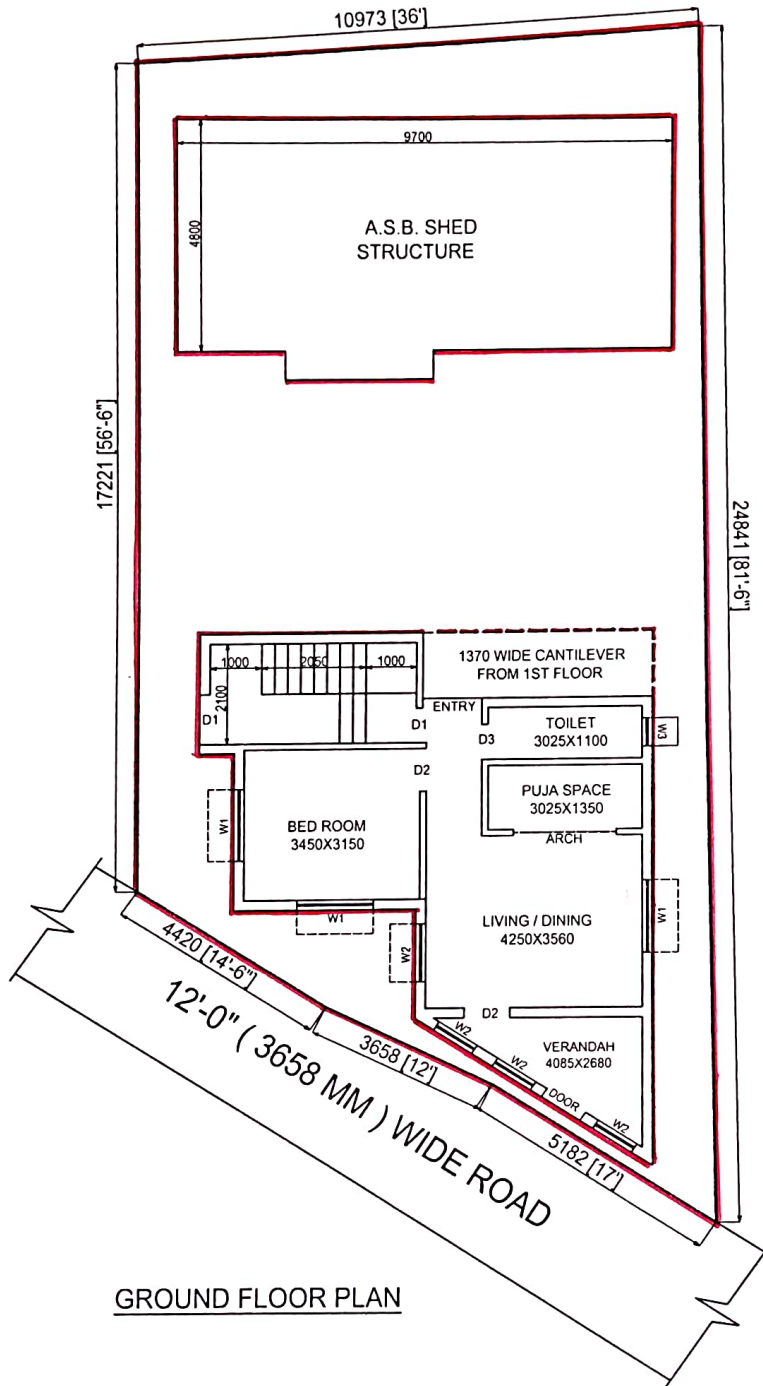 10973 [36']
9700
4800
A.S.B. SHED
STRUCTURE
17221 [56'-6"]
24841 [81'-6"]
1370 WIDE CANTILEVER
FROM 1ST FLOOR
1000
2050
1000
2100
D1
D1
ENTRY
D3
TOILET
3025X1100
W3
D2
PUJA SPACE
3025X1350
ARCH
BED ROOM
3450X3150
W1
W1
LIVING / DINING
4250X3560
W1
W2
D2
VERANDAH
4085X2680
W2
W2
DOOR
W2
4420 [14'-6"]
3658 [12']
5182 [17']
12'-0" ( 3658 MM ) WIDE ROAD
GROUND FLOOR PLAN